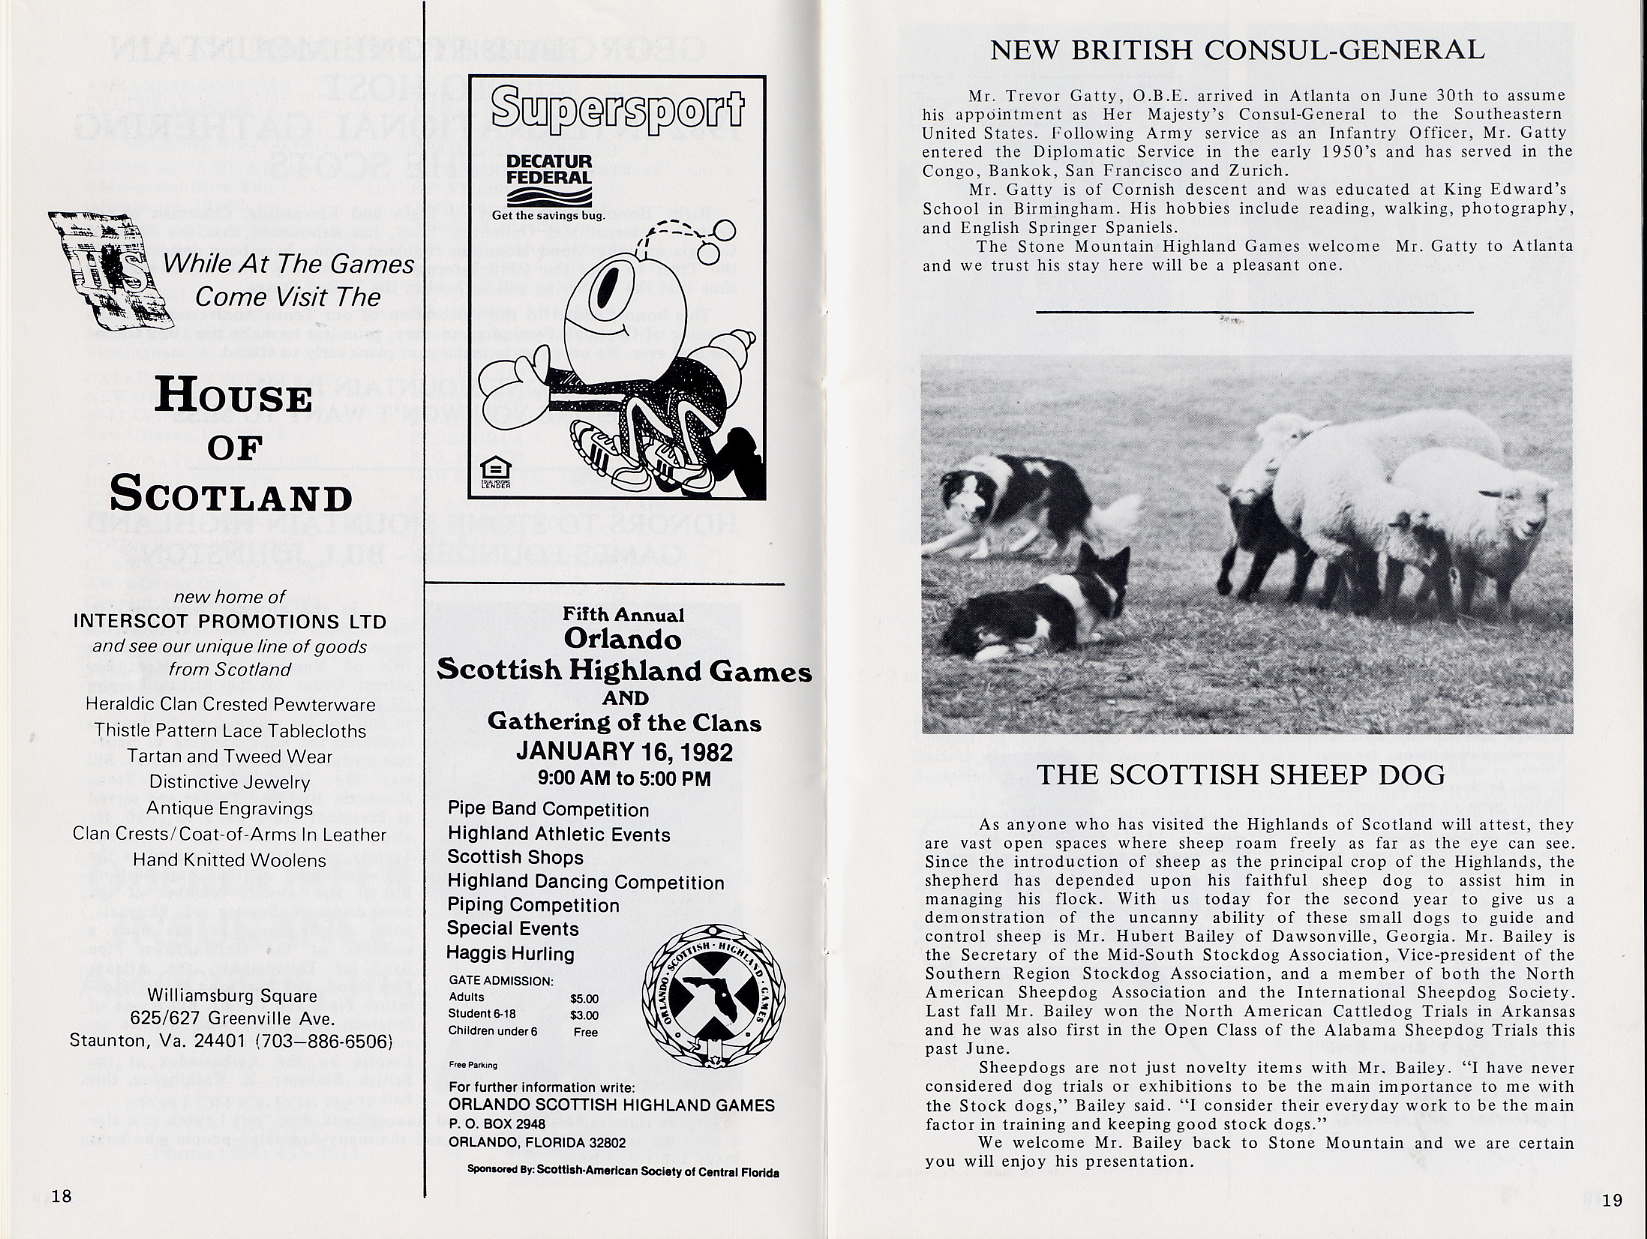 ITS
While At The Games
Come Visit The
HOUSE
OF
SCOTLAND
new home of
INTERSCOT PROMOTIONS LTD
and see our unique line of goods
from Scotland
Heraldic Clan Crested Pewterware
Thistle Pattern Lace Tablecloths
Tartan and Tweed Wear
Distinctive Jewelry
Antique Engravings
Clan Crests/Coat-of-Arms In Leather
Hand Knitted Woolens
Williamsburg Square
625/627 Greenville Ave.
Staunton, Va. 24401 (703—886-6506)
18
Supersport
DECATUR
FEDERAL
Get the savings bug.
LENDER
Fifth Annual
Orlando
Scottish Highland Games
AND
Gathering of the Clans
JANUARY 16, 1982
9:00 AM to 5:00 PM
Pipe Band Competition
Highland Athletic Events
Scottish Shops
Highland Dancing Competition
Piping Competition
Special Events
Haggis Hurling
GATE ADMISSION:
Adults $5.00
Student 6-18 $3.00
Children under 6 Free
Free Parking
ORLANDO · SCOTTISH · HIGHLAND · GAMES
For further information write:
ORLANDO SCOTTISH HIGHLAND GAMES
P. O. BOX 2948
ORLANDO, FLORIDA 32802
Sponsored By: Scottish-American Society of Central Florida
NEW BRITISH CONSUL-GENERAL
Mr. Trevor Gatty, O.B.E. arrived in Atlanta on June 30th to assume
his appointment as Her Majesty's Consul-General to the Southeastern
United States. Following Army service as an Infantry Officer, Mr. Gatty
entered the Diplomatic Service in the early 1950's and has served in the
Congo, Bankok, San Francisco and Zurich.
Mr. Gatty is of Cornish descent and was educated at King Edward's
School in Birmingham. His hobbies include reading, walking, photography,
and English Springer Spaniels.
The Stone Mountain Highland Games welcome Mr. Gatty to Atlanta
and we trust his stay here will be a pleasant one.
THE SCOTTISH SHEEP DOG
As anyone who has visited the Highlands of Scotland will attest, they
are vast open spaces where sheep roam freely as far as the eye can see.
Since the introduction of sheep as the principal crop of the Highlands, the
shepherd has depended upon his faithful sheep dog to assist him in
managing his flock. With us today for the second year to give us a
demonstration of the uncanny ability of these small dogs to guide and
control sheep is Mr. Hubert Bailey of Dawsonville, Georgia. Mr. Bailey is
the Secretary of the Mid-South Stockdog Association, Vice-president of the
Southern Region Stockdog Association, and a member of both the North
American Sheepdog Association and the International Sheepdog Society.
Last fall Mr. Bailey won the North American Cattledog Trials in Arkansas
and he was also first in the Open Class of the Alabama Sheepdog Trials this
past June.
Sheepdogs are not just novelty items with Mr. Bailey. “I have never
considered dog trials or exhibitions to be the main importance to me with
the Stock dogs,” Bailey said. “I consider their everyday work to be the main
factor in training and keeping good stock dogs.”
We welcome Mr. Bailey back to Stone Mountain and we are certain
you will enjoy his presentation.
19